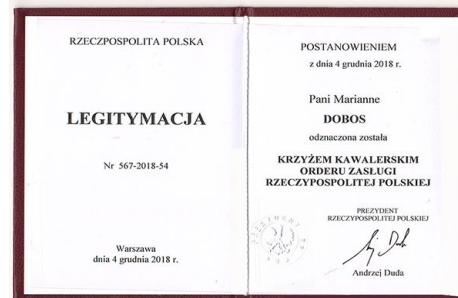 RZECZPOSPOLITA POLSKA
LEGITYMACJA
Nr 567-2018-54
Warszawa
dnia 4 grudnia 2018 r.
POSTANOWIENIEM
z dnia 4 grudnia 2018 r.
Pani Marianne
DOBOS
odznaczona została
KRZYŻEM KAWALERSKIM
ORDERU ZASŁUGI
RZECZYPOSPOLITEJ POLSKIEJ
PREZYDENT
RZECZYPOSPOLITEJ POLSKIEJ
Andrzej Duda